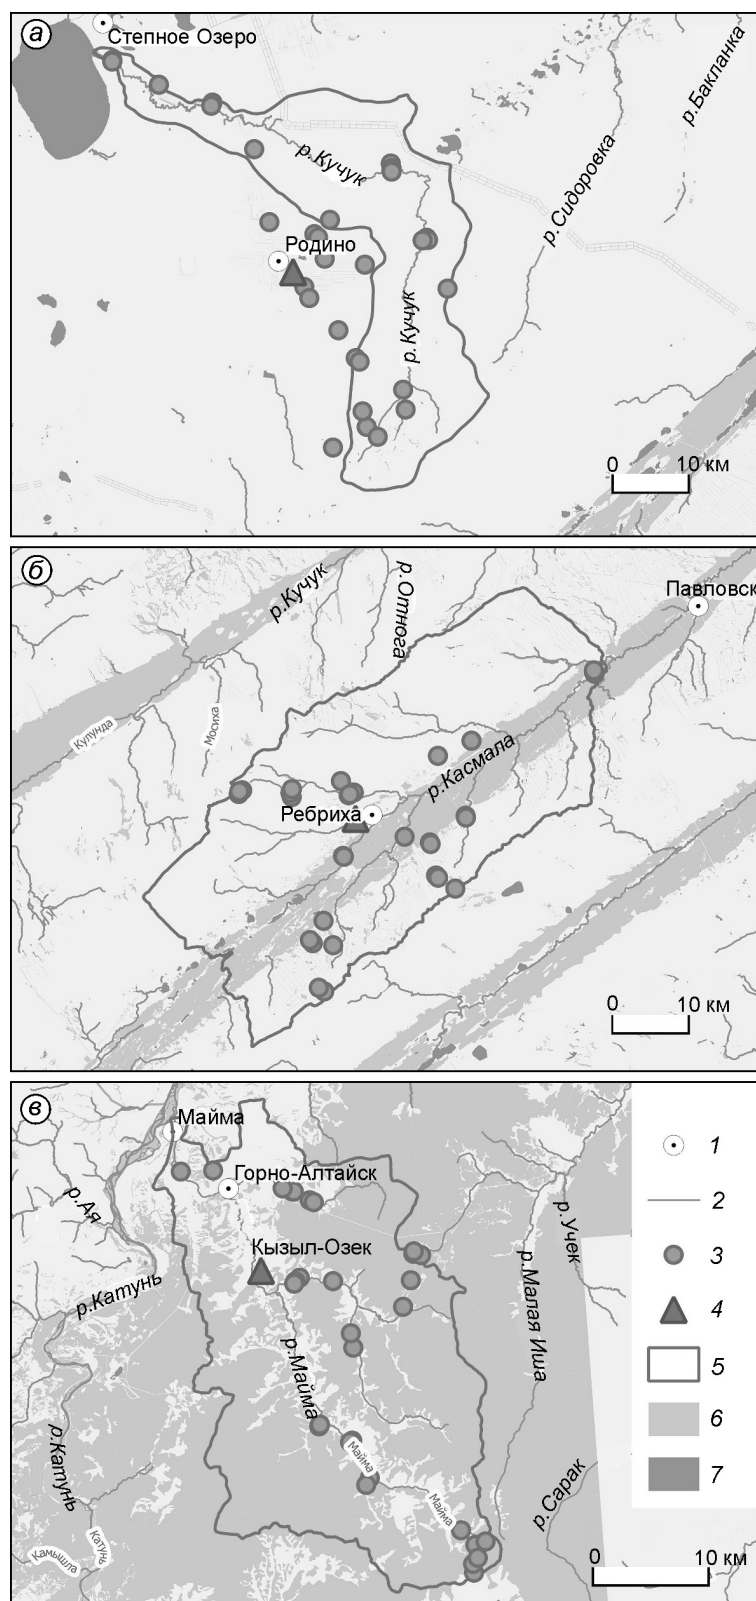 а
Степное Озеро
р.Бакланка
р.Кучук
р.Сидоровка
Родино
р.Кучук
0 10 км
б
р.Кучук
р.Отнога
Павловск
Мосиха
Кулунда
р.Касмала
Ребриха
0 10 км
в
Майма
1
Горно-Алтайск
р.Ая
2
р.Учек
Кызыл-Озек
3
р.Катунь
р.Малая Иша
4
р.Майма
5
6
р.Катунь
Майма
7
р.Сарак
Майма
Катунь
Камышла
0 10 км